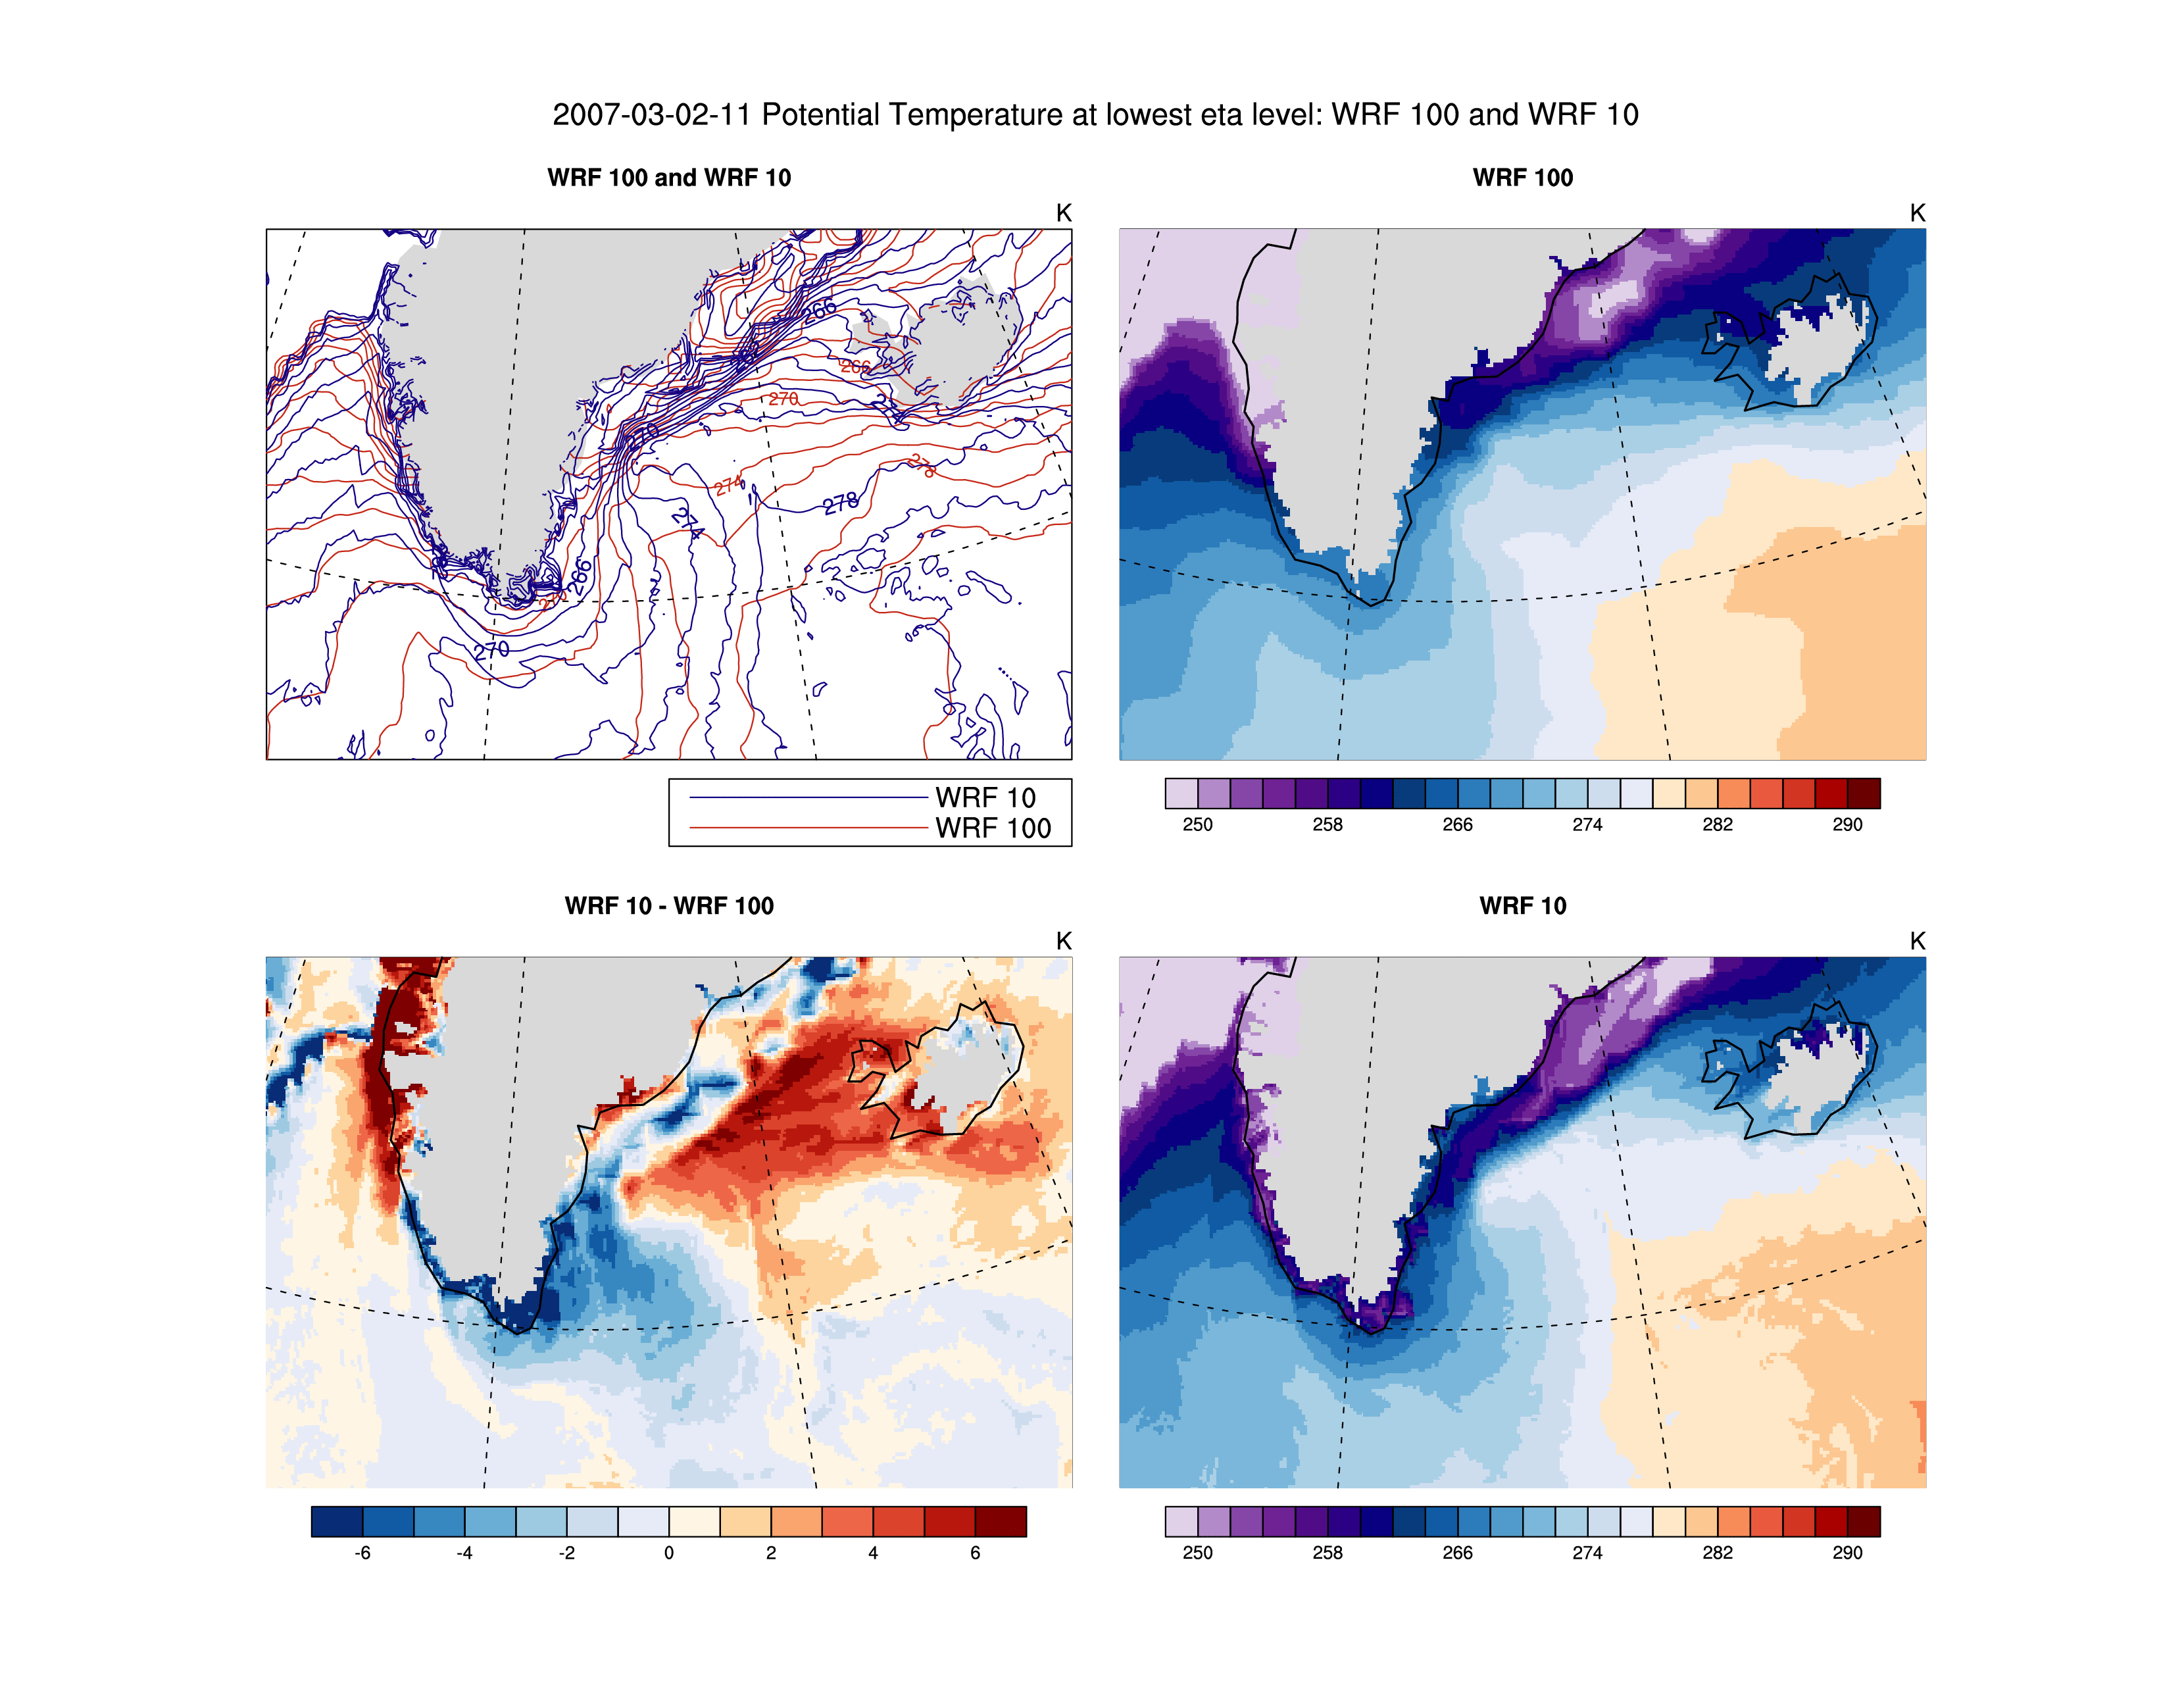 2007-03-02-11 Potential Temperature at lowest eta level: WRF 100 and WRF 10
WRF 100 and WRF 10
K
266
266
270
270
274
274
278
266
270
WRF 10
WRF 100
WRF 100
K
250 258 266 274 282 290
WRF 10 - WRF 100
K
-6 -4 -2 0 2 4 6
WRF 10
K
250 258 266 274 282 290